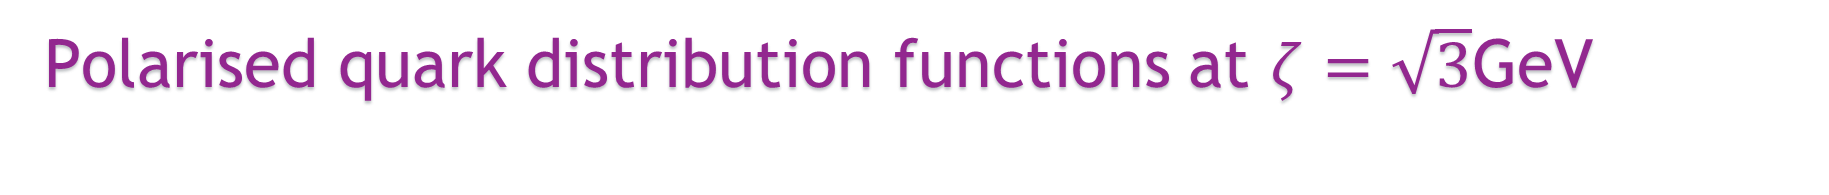 Polarised quark distribution functions at ζ = √3GeV